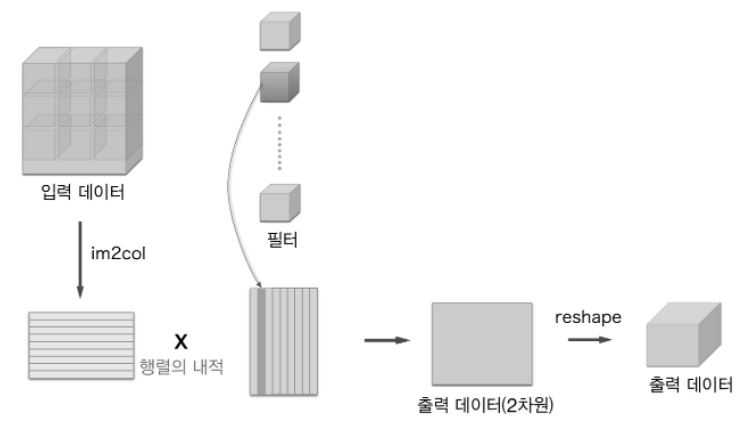 입력 데이터
필터
im2col
X
행렬의 내적
reshape
출력 데이터(2차원)
출력 데이터